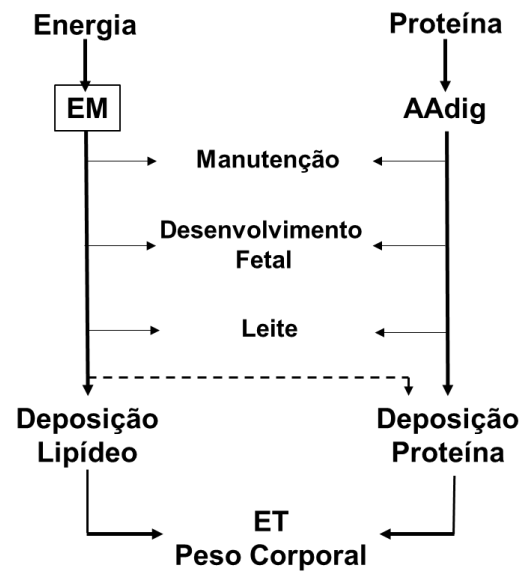 Energia
Proteína
EM
AAdig
Manutenção
Desenvolvimento
Fetal
Leite
Deposição
Lipídeo
Deposição
Proteína
ET
Peso Corporal